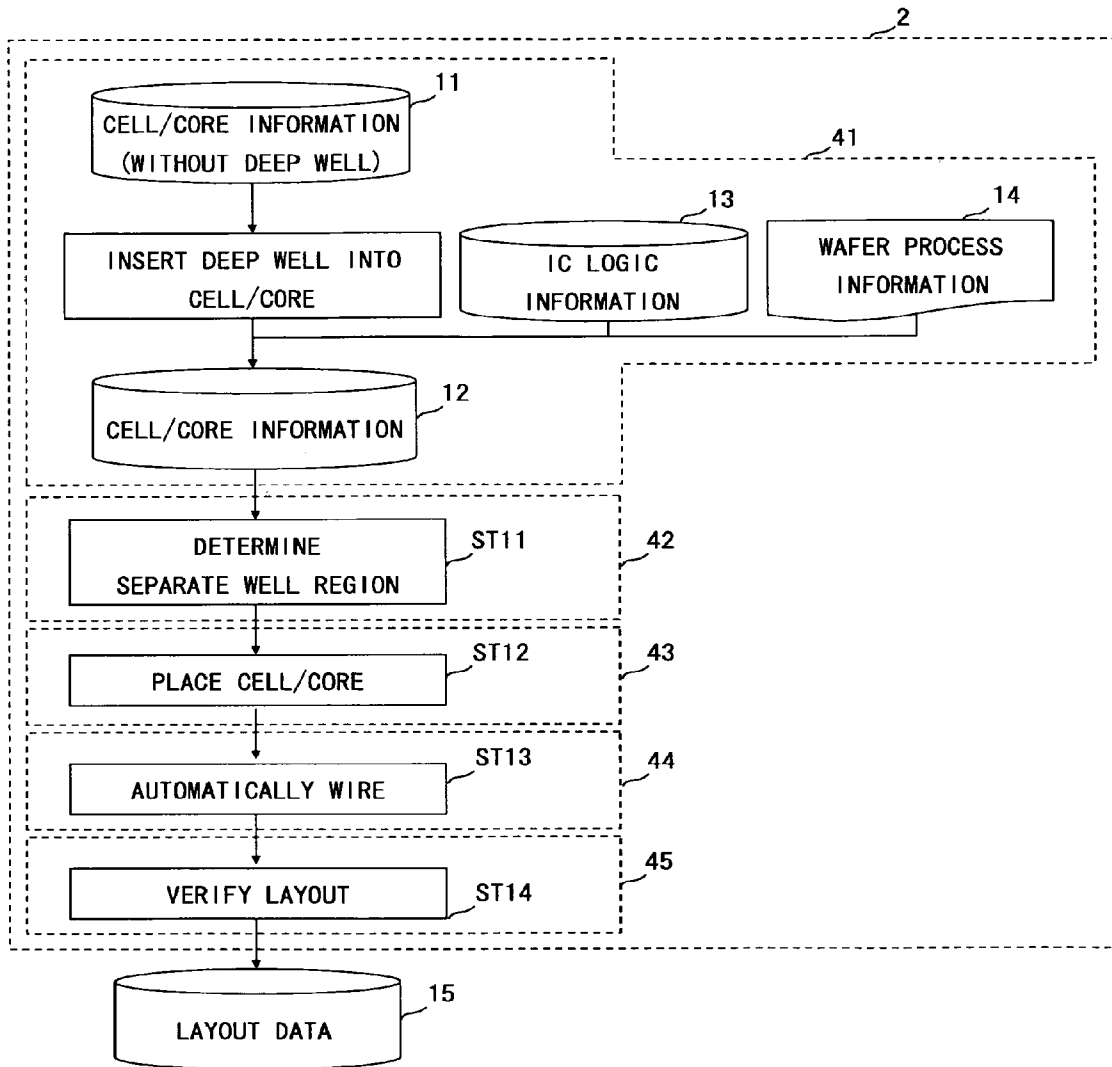 2
11
CELL/CORE INFORMATION
(WITHOUT DEEP WELL)
41
13
14
INSERT DEEP WELL INTO
CELL/CORE
IC LOGIC
INFORMATION
WAFER PROCESS
INFORMATION
12
CELL/CORE INFORMATION
DETERMINE
SEPARATE WELL REGION
ST11
42
PLACE CELL/CORE
ST12
43
AUTOMATICALLY WIRE
ST13
44
VERIFY LAYOUT
ST14
45
LAYOUT DATA
15